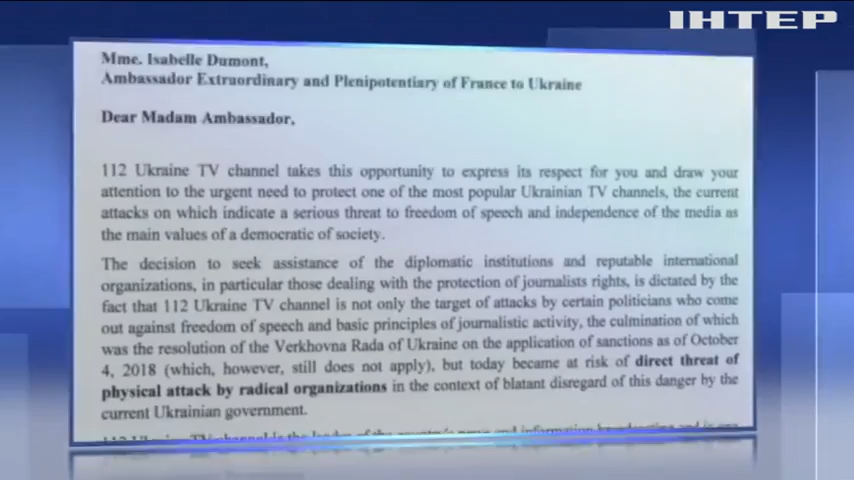 ІНТЕР
Mme. Isabelle Dumont,
Ambassador Extraordinary and Plenipotentiary of France to Ukraine
Dear Madam Ambassador,
112 Ukraine TV channel takes this opportunity to express its respect for you and draw your
attention to the urgent need to protect one of the most popular Ukrainian TV channels, the current
attacks on which indicate a serious threat to freedom of speech and independence of the media as
the main values of a democratic of society.
The decision to seek assistance of the diplomatic institutions and reputable international
organizations, in particular those dealing with the protection of journalists rights, is dictated by the
fact that 112 Ukraine TV channel is not only the target of attacks by certain politicians who come
out against freedom of speech and basic principles of journalistic activity, the culmination of which
was the resolution of the Verkhovna Rada of Ukraine on the application of sanctions as of October
4, 2018 (which, however, still does not apply), but today became at risk of direct threat of
physical attack by radical organizations in the context of blatant disregard of this danger by the
current Ukrainian government.